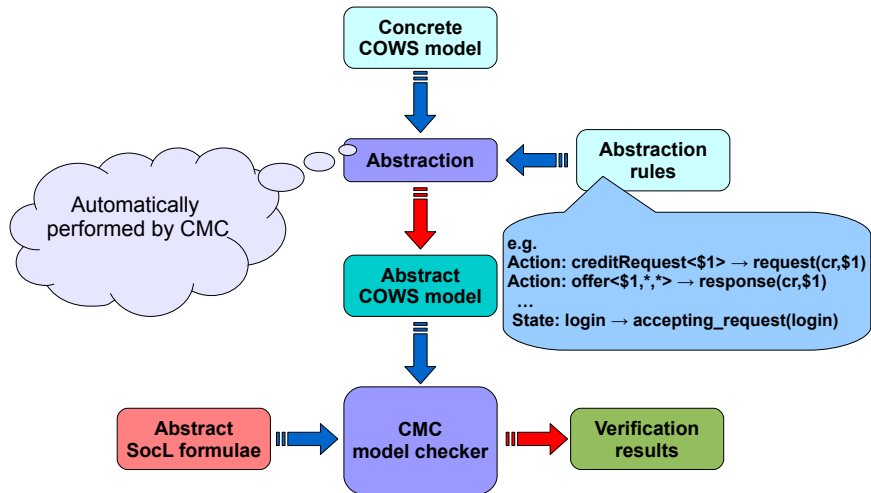 Concrete
COWS model
Abstraction
Abstraction
rules
Automatically
performed by CMC
e.g.
Action: creditRequest<$1> → request(cr,$1)
Action: offer<$1,*,*> → response(cr,$1)
...
State: login → accepting_request(login)
Abstract
COWS model
Abstract
SocL formulae
CMC
model checker
Verification
results